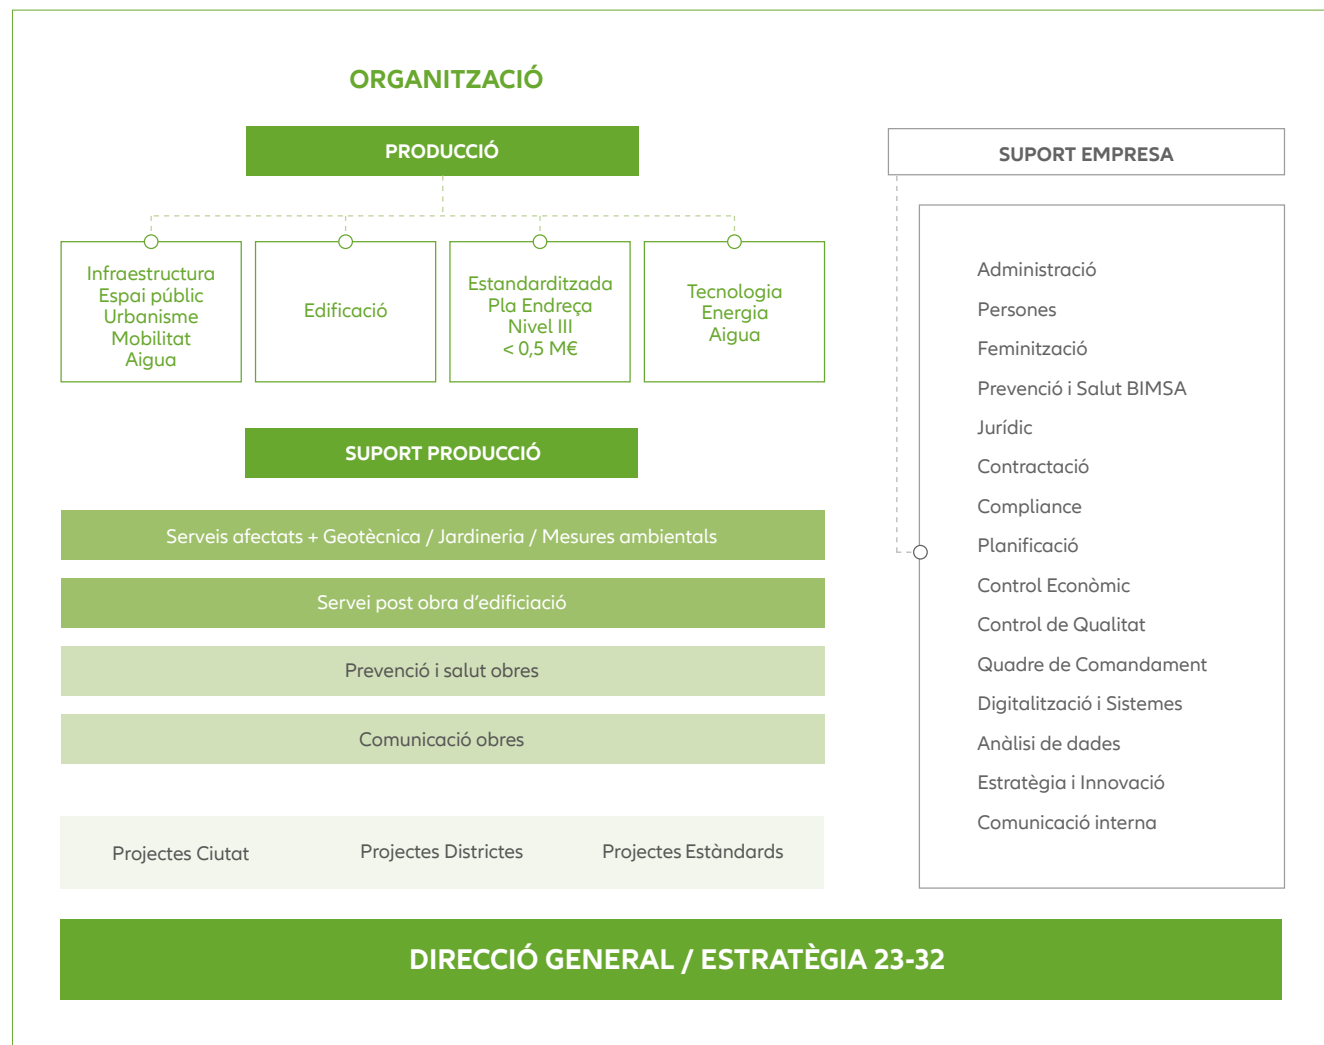 ORGANITZACIÓ
PRODUCCIÓ
Infraestructura
Espai públic
Urbanisme
Mobilitat
Aigua
Edificació
Estandarditzada
Pla Endreça
Nivel III
< 0,5 M€
Tecnologia
Energia
Aigua
SUPORT PRODUCCIÓ
Serveis afectats + Geotècnica / Jardineria / Mesures ambientals
Servei post obra d’edificiació
Prevenció i salut obres
Comunicació obres
Projectes Ciutat
Projectes Districtes
Projectes Estàndards
SUPORT EMPRESA
Administració
Persones
Feminització
Prevenció i Salut BIMSA
Jurídic
Contractació
Compliance
Planificació
Control Econòmic
Control de Qualitat
Quadre de Comandament
Digitalització i Sistemes
Anàlisi de dades
Estratègia i Innovació
Comunicació interna
DIRECCIÓ GENERAL / ESTRATÈGIA 23-32